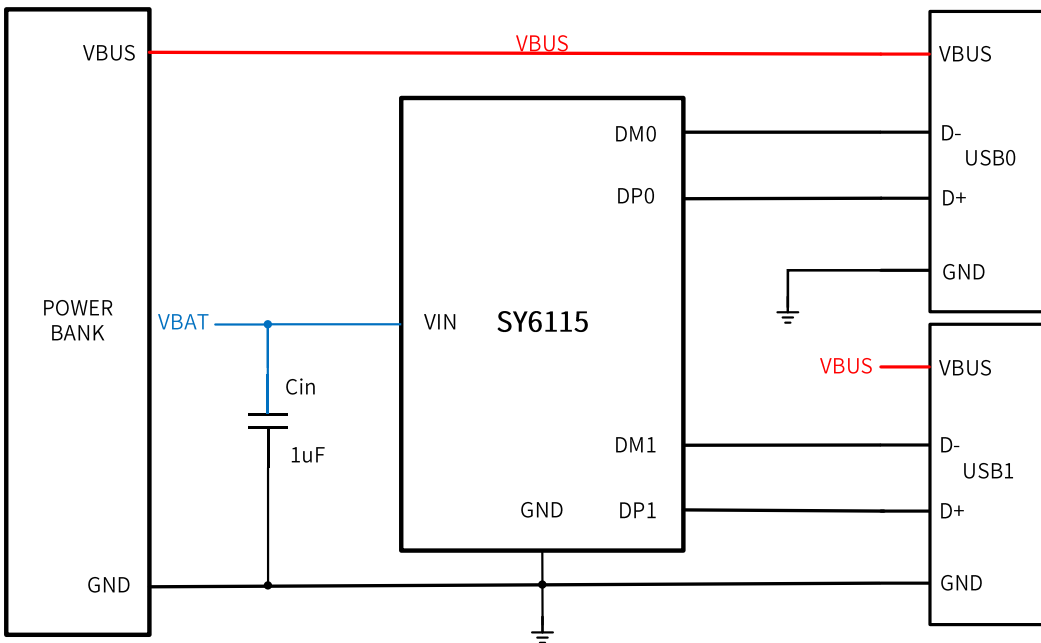 VBUS
VBUS
VBUS
DM0
D-
USB0
DP0
D+
GND
POWER
BANK
VBAT
VIN
SY6115
VBUS
VBUS
Cin
1uF
DM1
D-
USB1
GND
DP1
D+
GND
GND